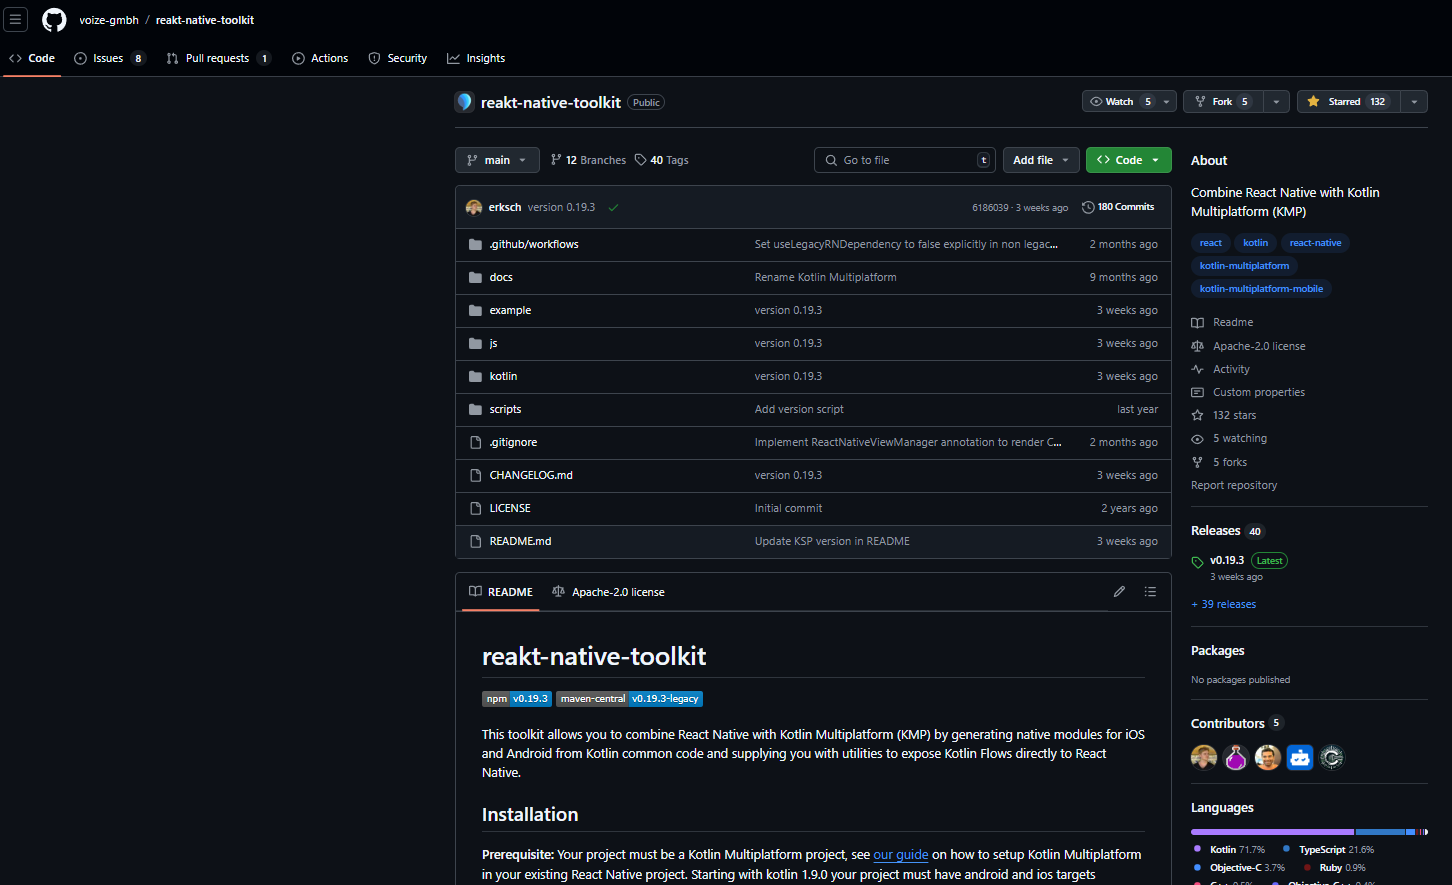 voize-gmbh / reakt-native-toolkit
Code Issues 8 Pull requests 1 Actions Security Insights
reakt-native-toolkit Public Watch 5 Fork 5 Starred 132
main 12 Branches 40 Tags Go to file t Add file Code
erksch version 0.19.3 6186039 · 3 weeks ago 180 Commits
.github/workflows Set useLegacyRNDependency to false explicitly in non legac... 2 months ago
docs Rename Kotlin Multiplatform 9 months ago
example version 0.19.3 3 weeks ago
js version 0.19.3 3 weeks ago
kotlin version 0.19.3 3 weeks ago
scripts Add version script last year
.gitignore Implement ReactNativeViewManager annotation to render C... 2 months ago
CHANGELOG.md version 0.19.3 3 weeks ago
LICENSE Initial commit 2 years ago
README.md Update KSP version in README 3 weeks ago
README Apache-2.0 license
reakt-native-toolkit
npm v0.19.3 maven-central v0.19.3-legacy
This toolkit allows you to combine React Native with Kotlin Multiplatform (KMP) by generating native modules for iOS
and Android from Kotlin common code and supplying you with utilities to expose Kotlin Flows directly to React
Native.
Installation
Prerequisite: Your project must be a Kotlin Multiplatform project, see our guide on how to setup Kotlin Multiplatform
in your existing React Native project. Starting with kotlin 1.9.0 your project must have android and ios targets
About
Combine React Native with Kotlin
Multiplatform (KMP)
react kotlin react-native
kotlin-multiplatform
kotlin-multiplatform-mobile
Readme
Apache-2.0 license
Activity
Custom properties
132 stars
5 watching
5 forks
Report repository
Releases 40
v0.19.3 Latest
3 weeks ago
+ 39 releases
Packages
No packages published
Contributors 5
Languages
Kotlin 71.7% TypeScript 21.6%
Objective-C 3.7% Ruby 0.9%
C++ 0.5% Objective-C++ 0.4%